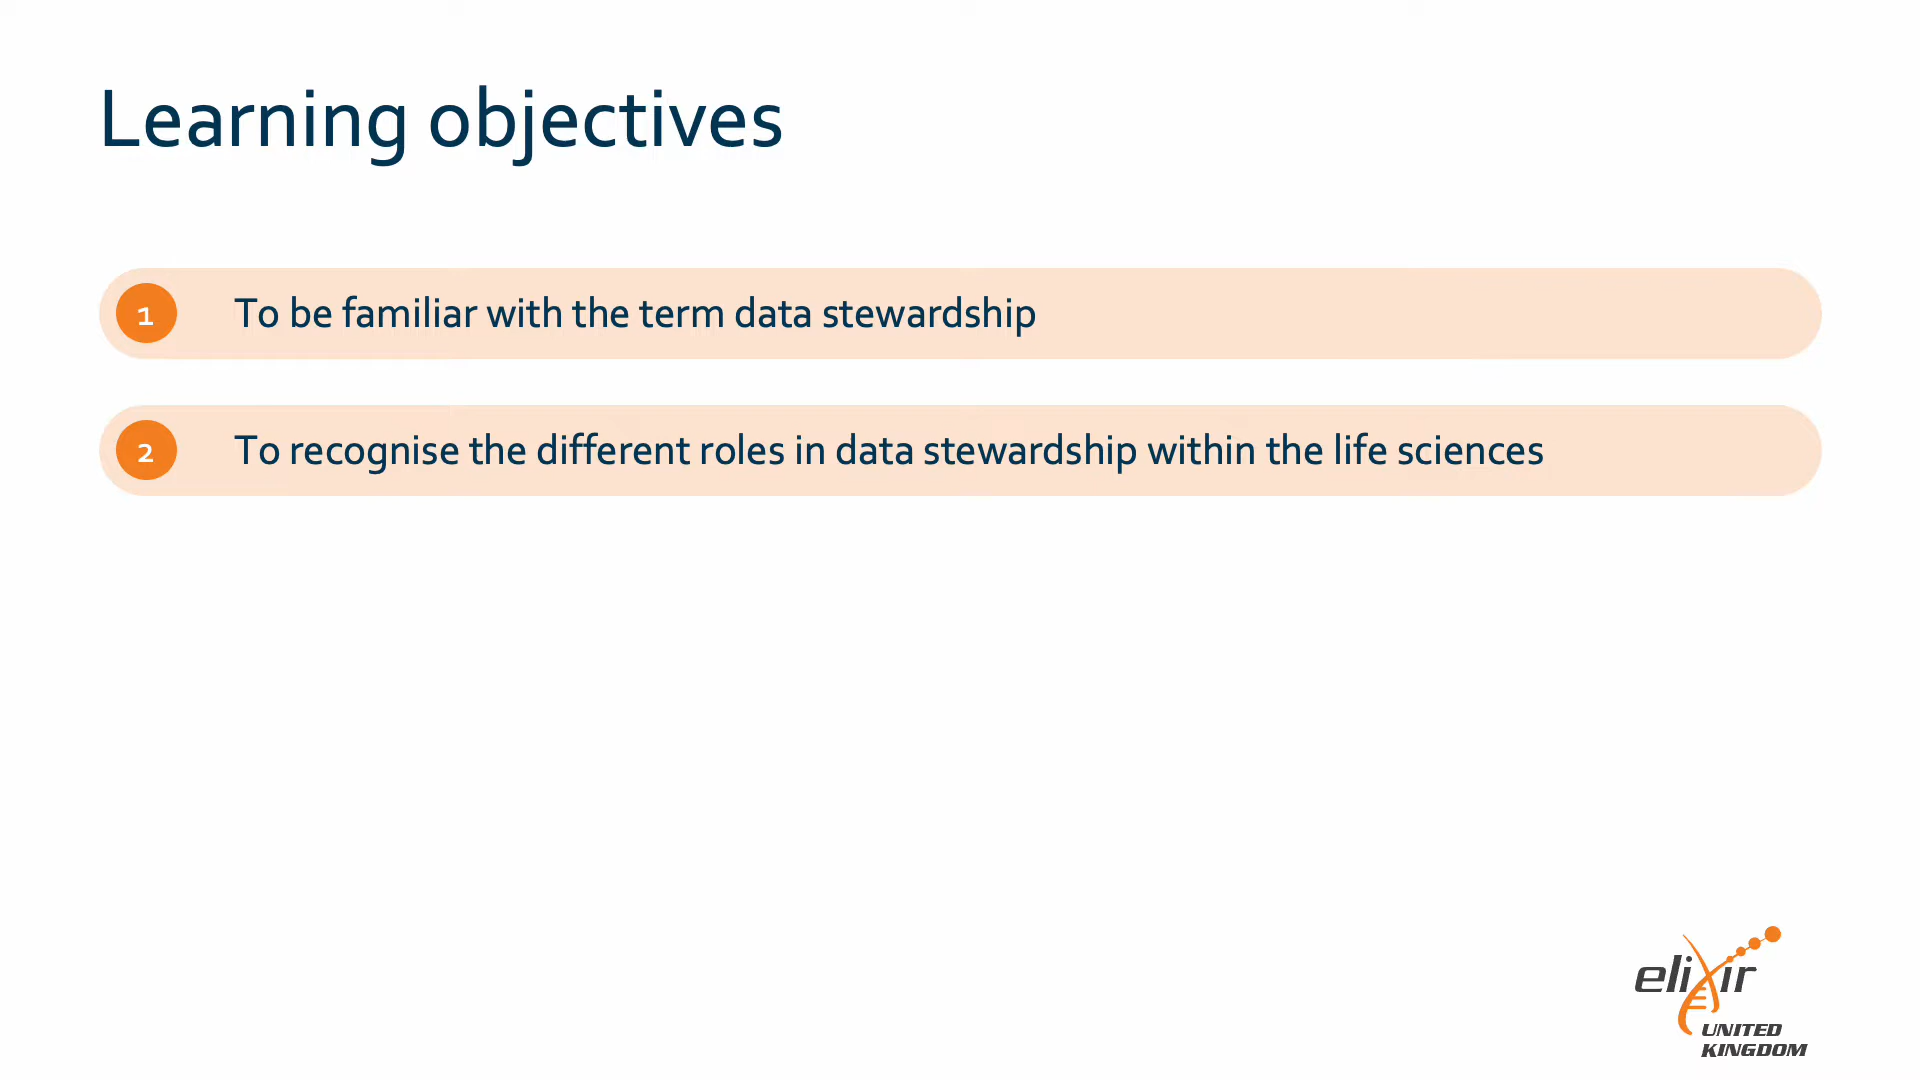 Learning objectives
1 To be familiar with the term data stewardship
2 To recognise the different roles in data stewardship within the life sciences
elixir
UNITED
KINGDOM